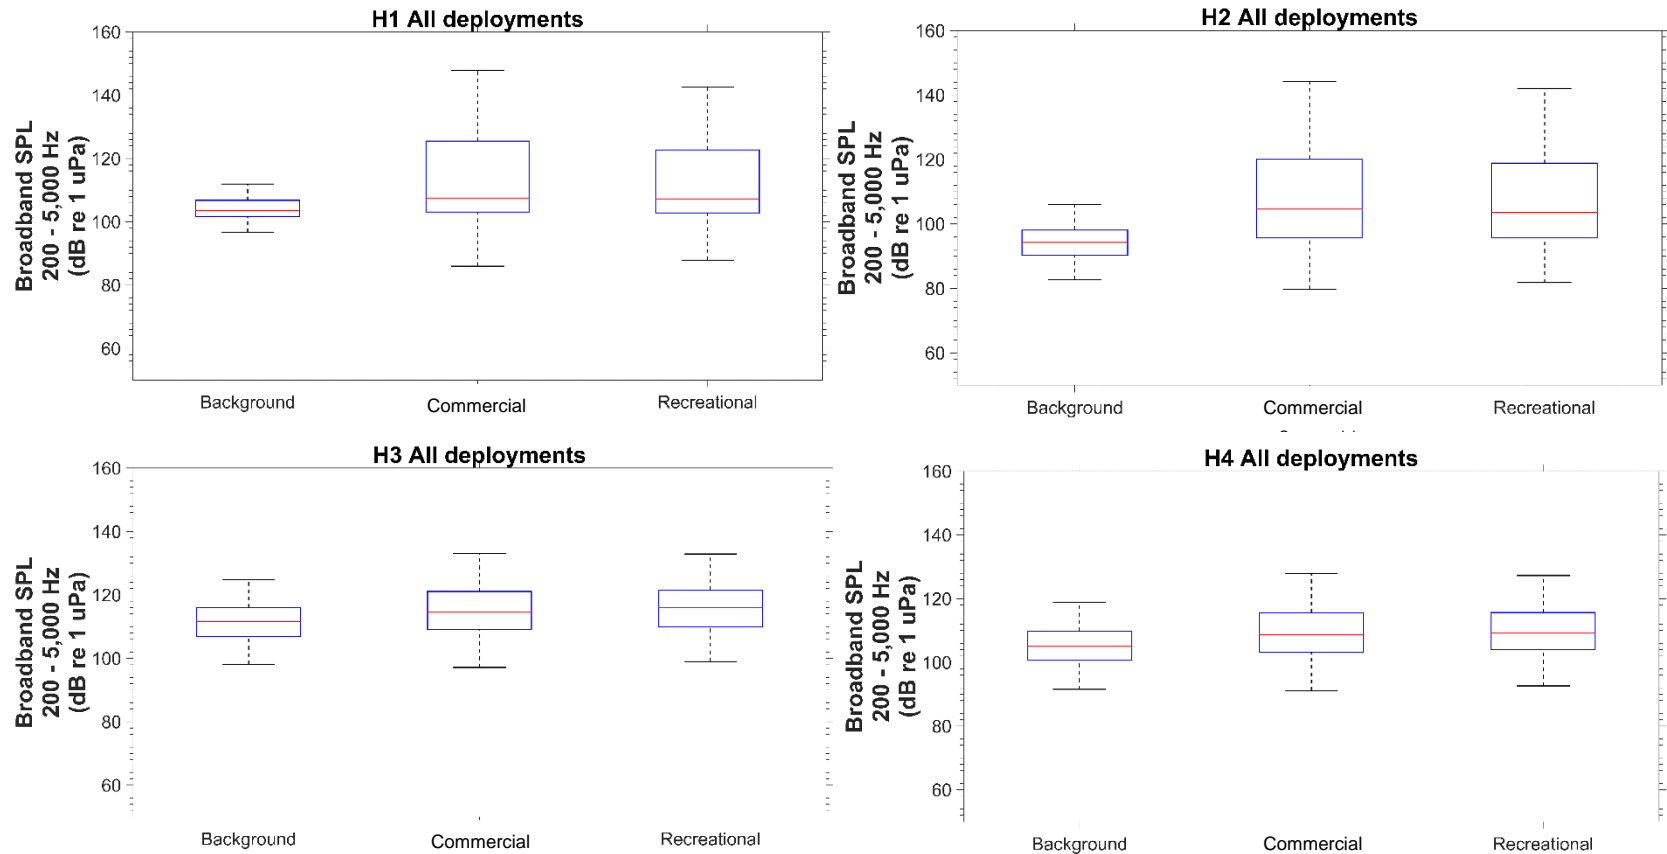 H1 All deployments
Broadband SPL
200 - 5,000 Hz
(dB re 1 uPa)
160
140
120
100
80
60
Background
Commercial
Recreational
H2 All deployments
Broadband SPL
200 - 5,000 Hz
(dB re 1 uPa)
160
140
120
100
80
60
Background
Commercial
Recreational
H3 All deployments
Broadband SPL
200 - 5,000 Hz
(dB re 1 uPa)
160
140
120
100
80
60
Background
Commercial
Recreational
H4 All deployments
Broadband SPL
200 - 5,000 Hz
(dB re 1 uPa)
160
140
120
100
80
60
Background
Commercial
Recreational